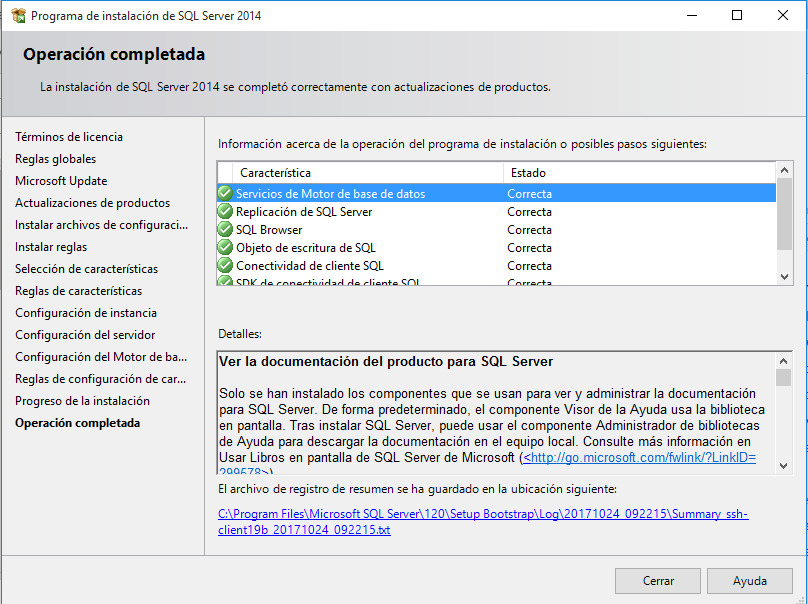 Programa de instalación de SQL Server 2014
Operación completada
La instalación de SQL Server 2014 se completó correctamente con actualizaciones de productos.
Términos de licencia
Reglas globales
Microsoft Update
Actualizaciones de productos
Instalar archivos de configuraci...
Instalar reglas
Selección de características
Reglas de características
Configuración de instancia
Configuración del servidor
Configuración del Motor de ba...
Reglas de configuración de car...
Progreso de la instalación
Operación completada
Información acerca de la operación del programa de instalación o posibles pasos siguientes:
Característica Estado
Servicios de Motor de base de datos Correcta
Replicación de SQL Server Correcta
SQL Browser Correcta
Objeto de escritura de SQL Correcta
Conectividad de cliente SQL Correcta
SDK de conectividad de cliente SQL Correcta
Detalles:
Ver la documentación del producto para SQL Server
Solo se han instalado los componentes que se usan para ver y administrar la documentación
para SQL Server. De forma predeterminada, el componente Visor de la Ayuda usa la biblioteca
en pantalla. Tras instalar SQL Server, puede usar el componente Administrador de bibliotecas
de Ayuda para descargar la documentación en el equipo local. Consulte más información en
Usar Libros en pantalla de SQL Server de Microsoft (<http://go.microsoft.com/fwlink/?LinkID=
299578>).
El archivo de registro de resumen se ha guardado en la ubicación siguiente:
C:\Program Files\Microsoft SQL Server\120\Setup Bootstrap\Log\20171024_092215\Summary_ssh-
client19b_20171024_092215.txt
Cerrar
Ayuda